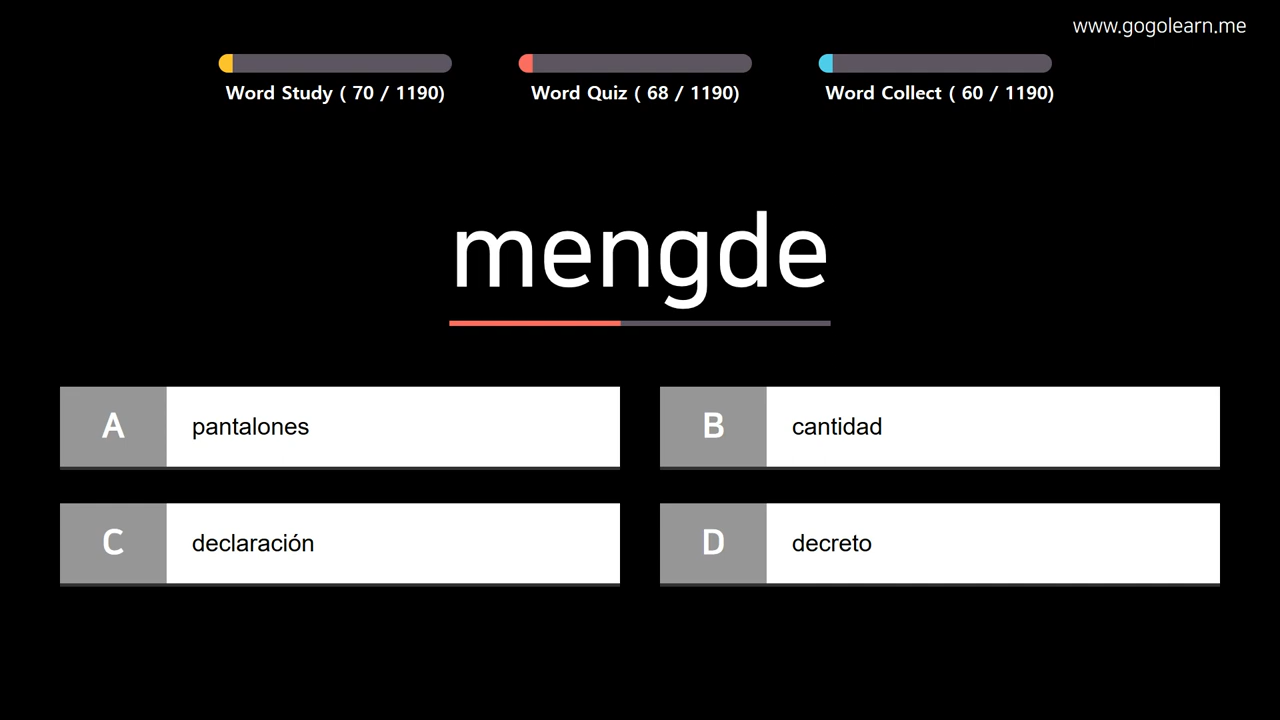 www.gogolearn.me
Word Study ( 70 / 1190)
Word Quiz ( 68 / 1190)
Word Collect ( 60 / 1190)
mengde
A
pantalones
B
cantidad
C
declaración
D
decreto